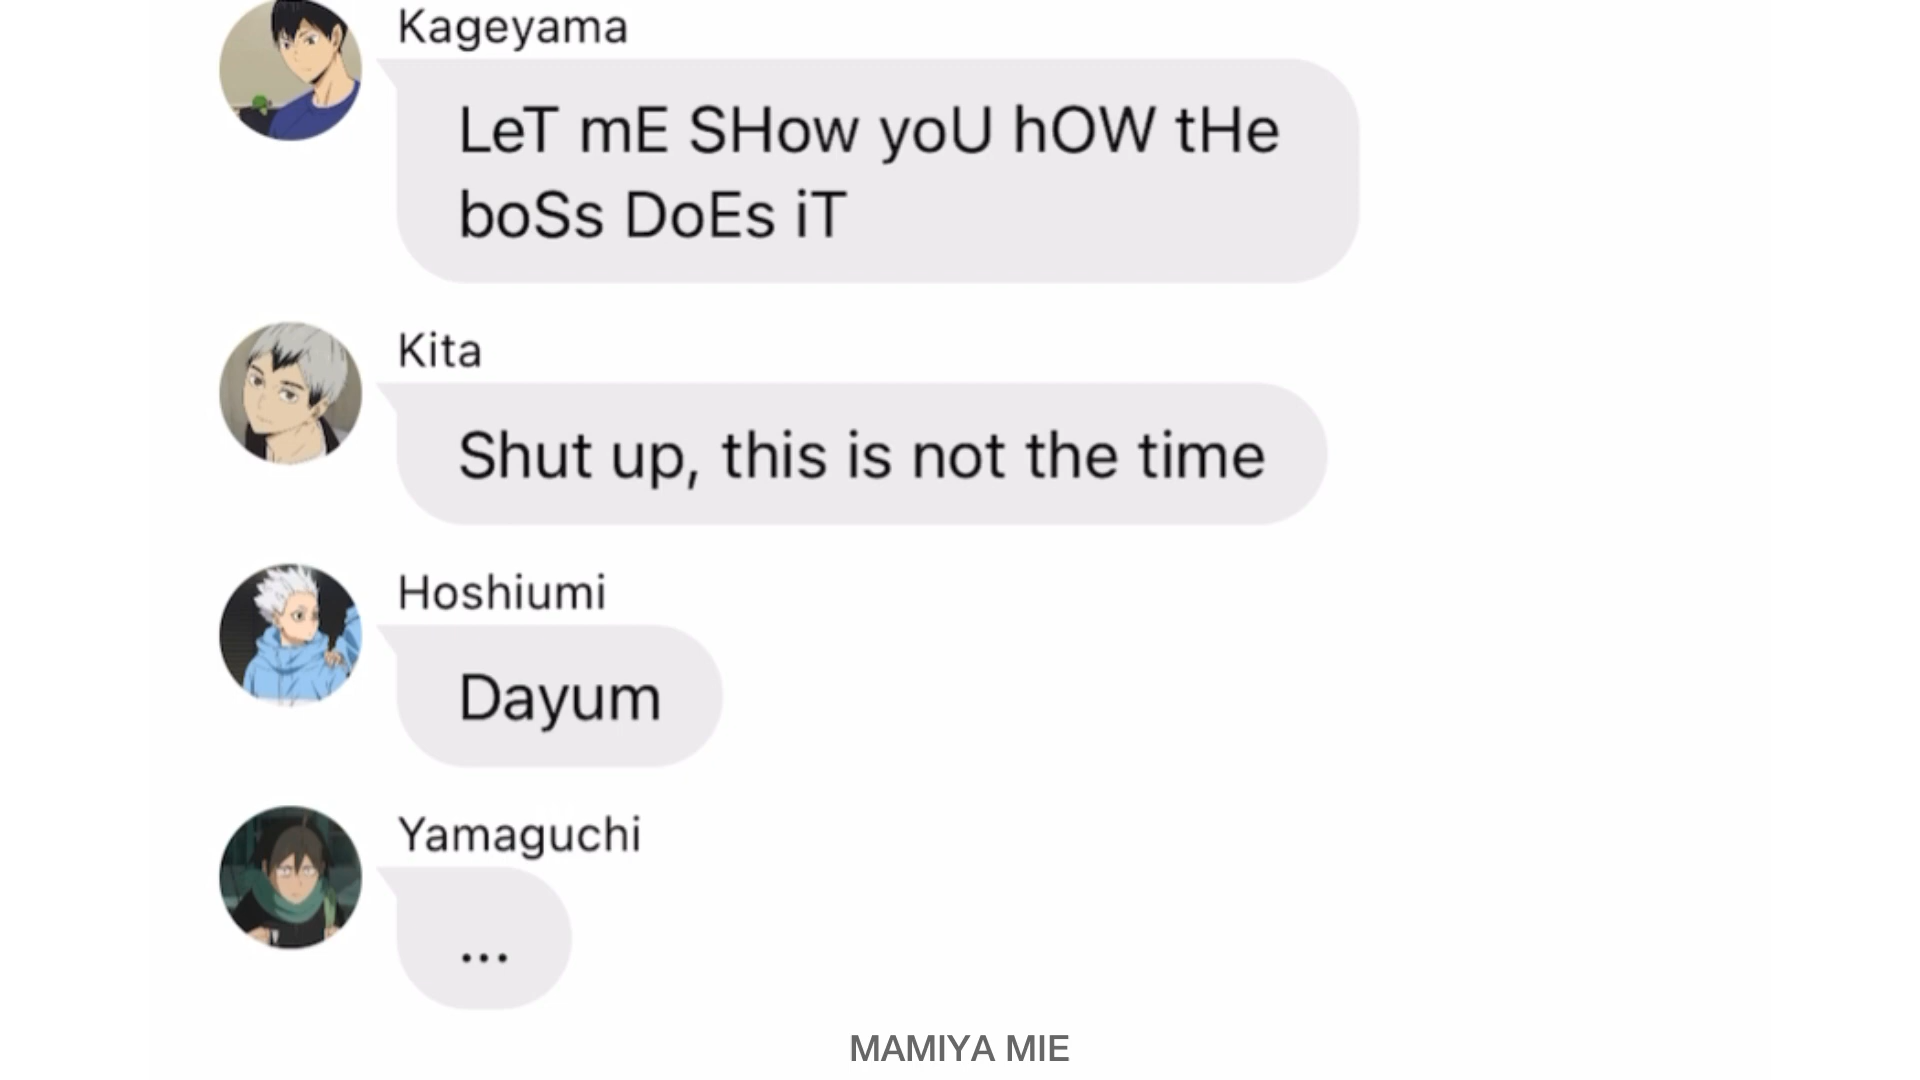 Kageyama
LeT mE SHow yoU hOW tHe
boSs DoEs iT
Kita
Shut up, this is not the time
Hoshiumi
Dayum
Yamaguchi
...
MAMIYA MIE